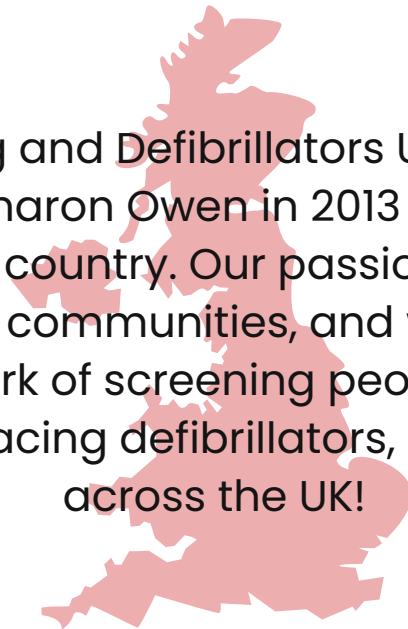 g and Defibrillators U
haron Owen in 2013
country. Our passio
communities, and
rk of screening peo
acing defibrillators,
across the UK!